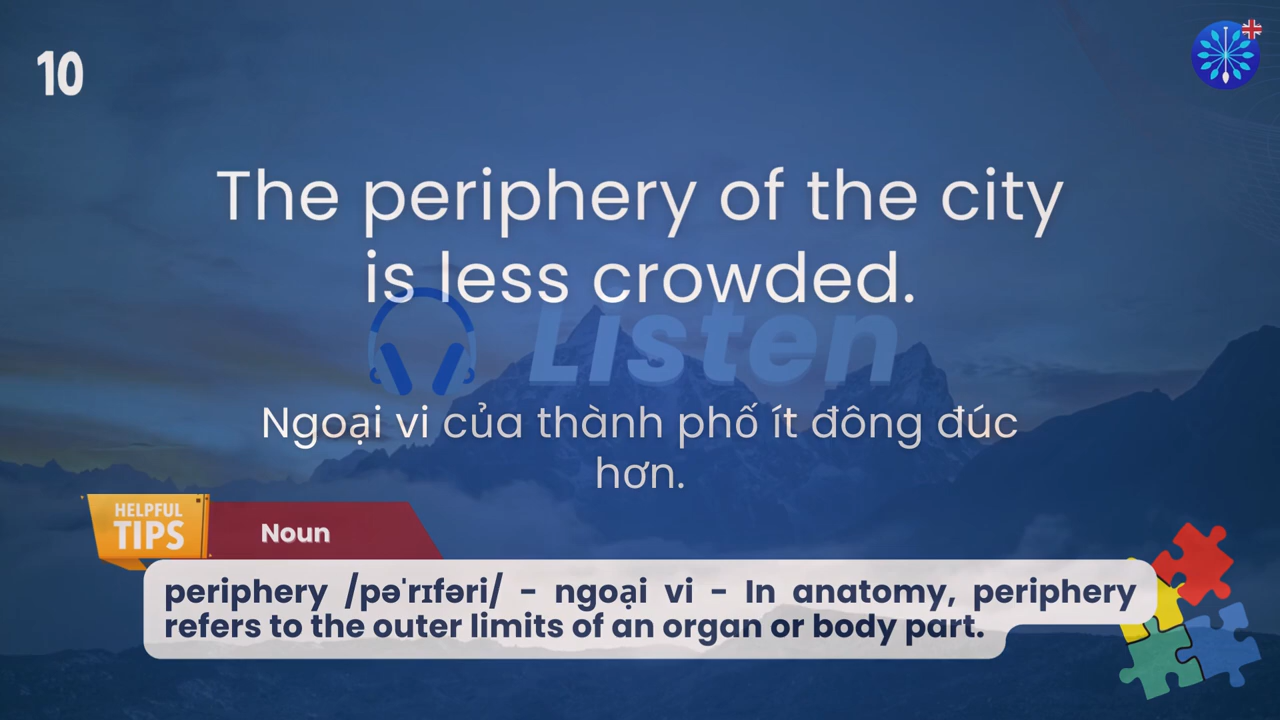 10
The periphery of the city
is less crowded.
Listen
Ngoại vi của thành phố ít đông đúc
hơn.
HELPFUL
TIPS
Noun
periphery /pəˈrɪfəri/ - ngoại vi - In anatomy, periphery
refers to the outer limits of an organ or body part.